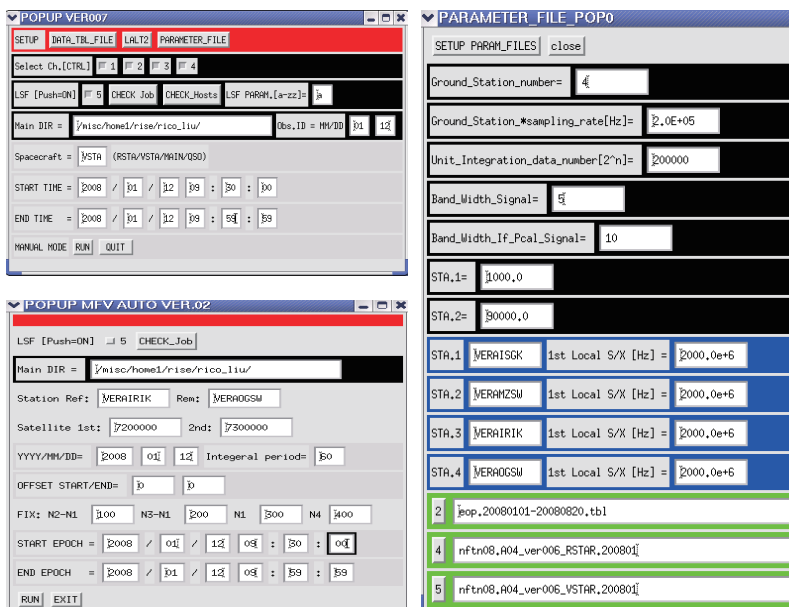 POPUP VER007
SETUP DATA_TBL_FILE LALT2 PARAMETER_FILE
Select Ch.[CTRL] 1 2 3 4
LSF [Push=ON] 5 CHECK Job CHECK_Hosts LSF PARAM.[a-zz]= a
Main DIR = /misc/home1/rise/rico_liu/ Obs.ID = MM/DD 01 12
Spacecraft = VSTA (RSTA/VSTA/MAIN/QSO)
START TIME = 2008 / 01 / 12 09 : 30 : 00
END TIME = 2008 / 01 / 12 09 : 59 : 59
MANUAL MODE RUN QUIT
POPUP MFV AUTO VER.02
LSF [Push=ON] 5 CHECK_Job
Main DIR = /misc/home1/rise/rico_liu/
Station Ref: VERAIRIK Rem: VERAOGSW
Satellite 1st: 7200000 2nd: 7300000
YYYY/MM/DD= 2008 01 12 Integeral period= 60
OFFSET START/END= 0 0
FIX: N2-N1 100 N3-N1 200 N1 300 N4 400
START EPOCH = 2008 / 01 / 12 09 : 30 : 00
END EPOCH = 2008 / 01 / 12 09 : 59 : 59
RUN EXIT
PARAMETER_FILE_POP0
SETUP PARAM_FILES close
Ground_Station_number= 4
Ground_Station_*sampling_rate[Hz]= 2.0E+05
Unit_Integration_data_number[2^n]= 200000
Band_Width_Signal= 5
Band_Width_If_Pcal_Signal= 10
STA.1= 1000.0
STA.2= 90000.0
STA.1 VERAISGK 1st Local S/X [Hz] = 2000.0e+6
STA.2 VERAMZSW 1st Local S/X [Hz] = 2000.0e+6
STA.3 VERAIRIK 1st Local S/X [Hz] = 2000.0e+6
STA.4 VERAOGSW 1st Local S/X [Hz] = 2000.0e+6
2 eop.20080101-20080820.tbl
4 nftn08.A04_ver006_RSTAR.200801
5 nftn08.A04_ver006_VSTAR.200801